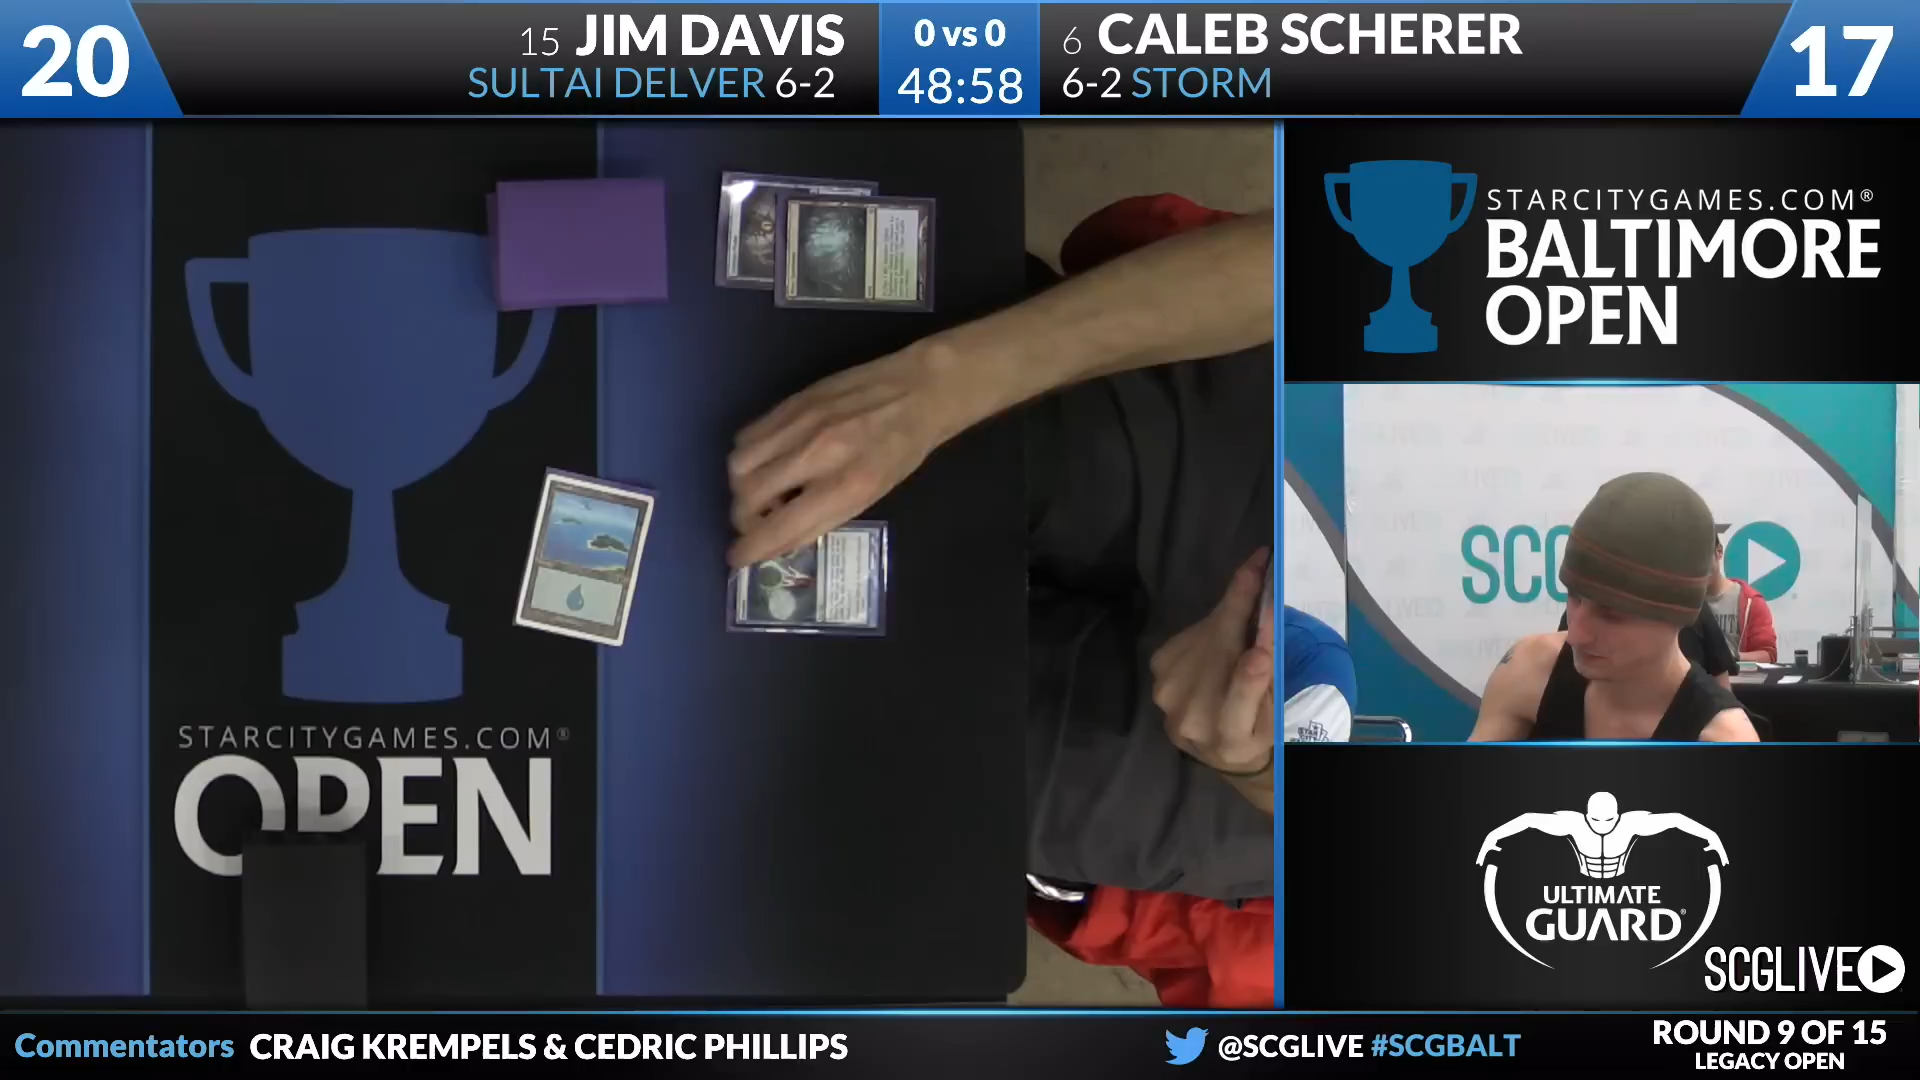 20
15 JIM DAVIS
SULTAI DELVER 6-2
0 vs 0
48:58
6 CALEB SCHERER
6-2 STORM
17
STARCITYGAMES.COM®
BALTIMORE
OPEN
STARCITYGAMES.COM®
OPEN
SCG
ULTIMATE
GUARD®
SCGLIVE
Commentators CRAIG KREMPELS & CEDRIC PHILLIPS
@SCGLIVE #SCGBALT
ROUND 9 OF 15
LEGACY OPEN